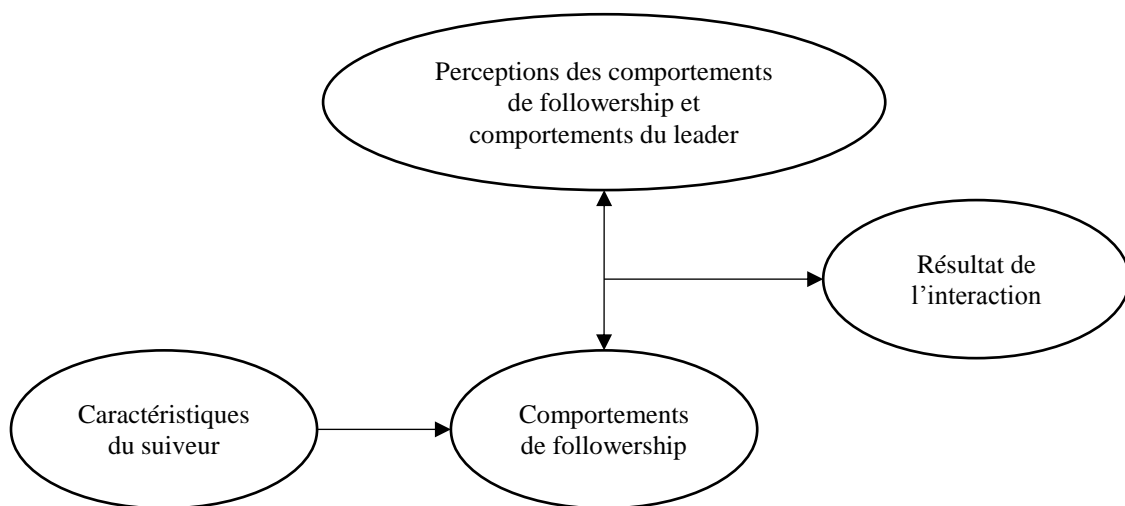 Perceptions des comportements
de followership et
comportements du leader
Résultat de
l’interaction
Caractéristiques
du suiveur
Comportements
de followership